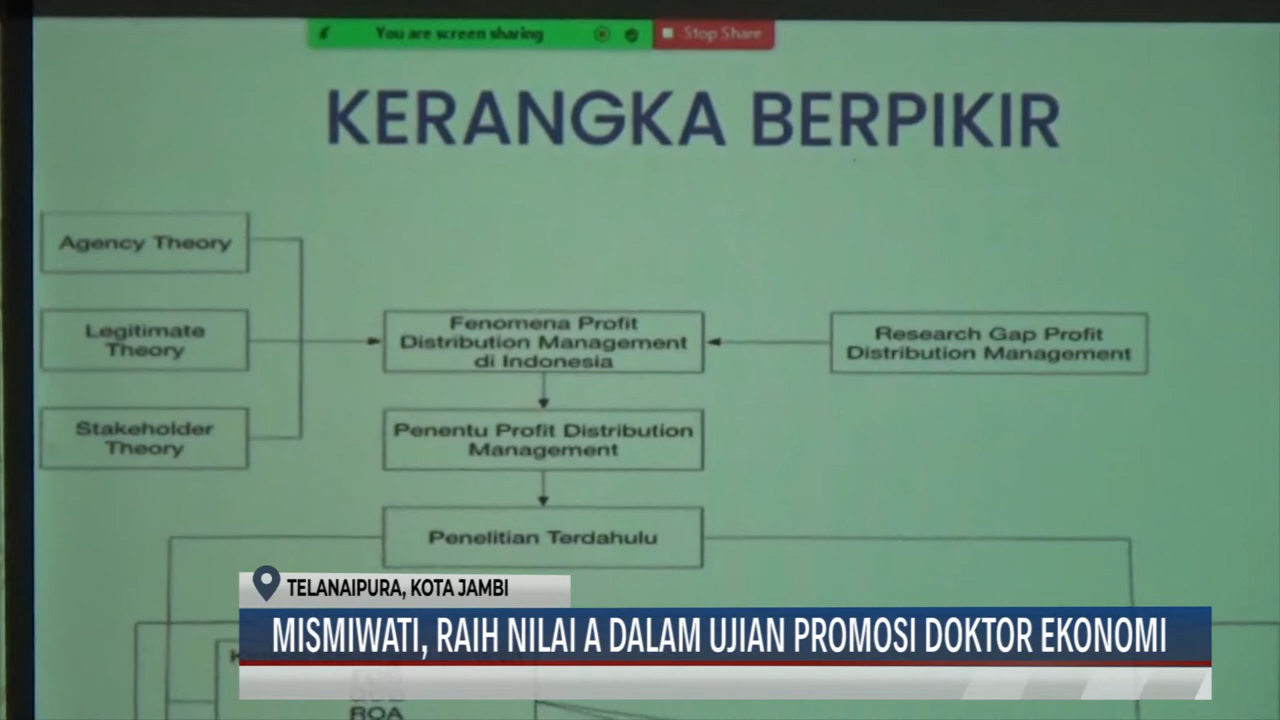 You are screen sharing
Stop Share
KERANGKA BERPIKIR
Agency Theory
Legitimate
Theory
Stakeholder
Theory
Fenomena Profit
Distribution Management
di Indonesia
Research Gap Profit
Distribution Management
Penentu Profit Distribution
Management
Penelitian Terdahulu
TELANAIPURA, KOTA JAMBI
MISMIWATI, RAIH NILAI A DALAM UJIAN PROMOSI DOKTOR EKONOMI
ROA